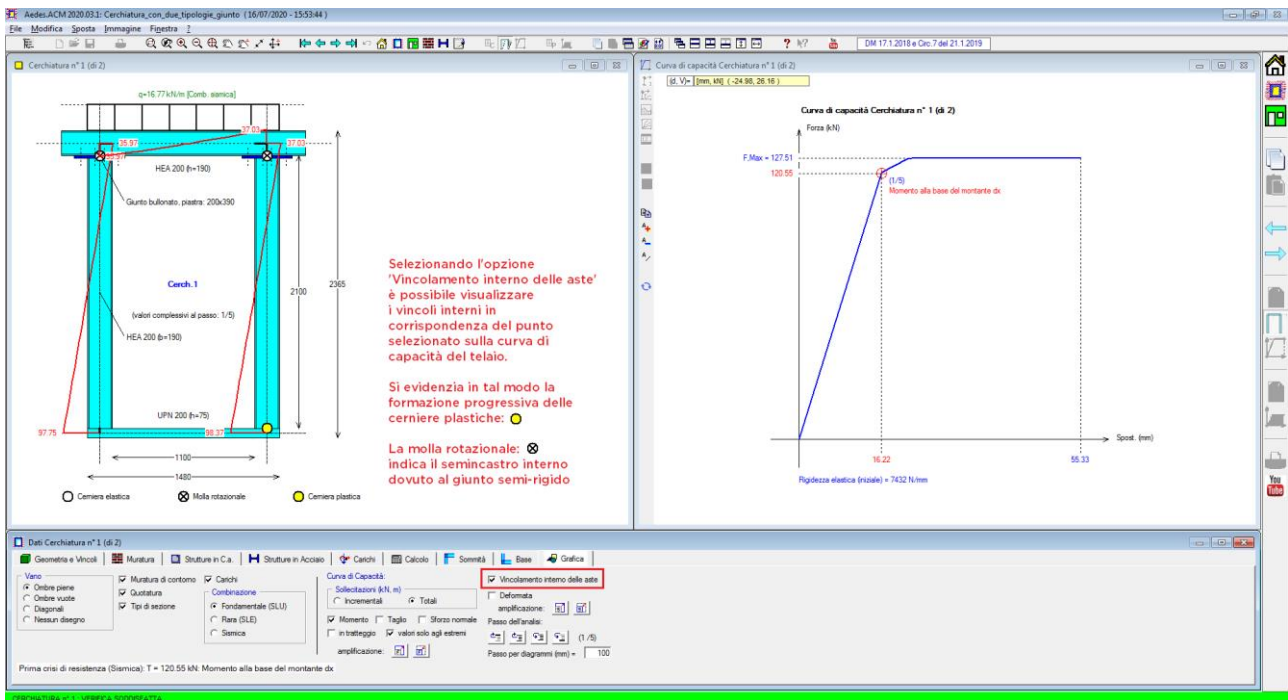 Aedes.ACM 2020.03.1: Cerchiatura_con_due_tipologie_giunto (16/07/2020 - 15:53:44 )
File Modifica Sposta Immagine Finestra ?
DM 17.1.2018 e Circ.7 del 21.1.2019
Cerchiatura n° 1 (di 2)
q=16.77 kN/m [Comb. sismica]
37.03
35.97
37.03
HEA 200 (h=190)
Giunto bullonato, piastra: 200x390
Cerch.1
2100
2365
(valori complessivi al passo: 1/5)
HEA 200 (b=190)
UPN 200 (h=75)
97.75
98.37
1100
1480
Cerniera elastica
Molla rotazionale
Cerniera plastica
Selezionando l'opzione
'Vincolamento interno delle aste'
è possibile visualizzare
i vincoli interni in
corrispondenza del punto
selezionato sulla curva di
capacità del telaio.
Si evidenzia in tal modo la
formazione progressiva delle
cerniere plastiche:
La molla rotazionale:
indica il semincastro interno
dovuto al giunto semi-rigido
Curva di capacità Cerchiatura n° 1 (di 2)
(d, V)= [mm, kN] ( -24.98, 26.16 )
Curva di capacità Cerchiatura n° 1 (di 2)
Forza (kN)
F,Max = 127.51
120.55
(1/5)
Momento alla base del montante dx
Spost. (mm)
16.22
55.33
Rigidezza elastica (iniziale) = 7432 N/mm
You
Tube
Dati Cerchiatura n° 1 (di 2)
Geometria e Vincoli Muratura Strutture in C.a. Strutture in Acciaio Carichi Calcolo Sommità Base Grafica
Vano
Ombre piene
Ombre vuote
Diagonali
Nessun disegno
Muratura di contorno
Quotatura
Tipi di sezione
Carichi
Combinazione
Fondamentale (SLU)
Rara (SLE)
Sismica
Curva di Capacità:
Sollecitazioni (kN, m)
Incrementali Totali
Momento Taglio Sforzo normale
in tratteggio valori solo agli estremi
amplificazione:
Vincolamento interno delle aste
Deformata
amplificazione:
Passo dell'analisi:
(1 /5)
Passo per diagrammi (mm) = 100
Prima crisi di resistenza (Sismica): T = 120.55 kN: Momento alla base del montante dx
CERCHIATURA n° 1 : VERIFICA SODDISFATTA